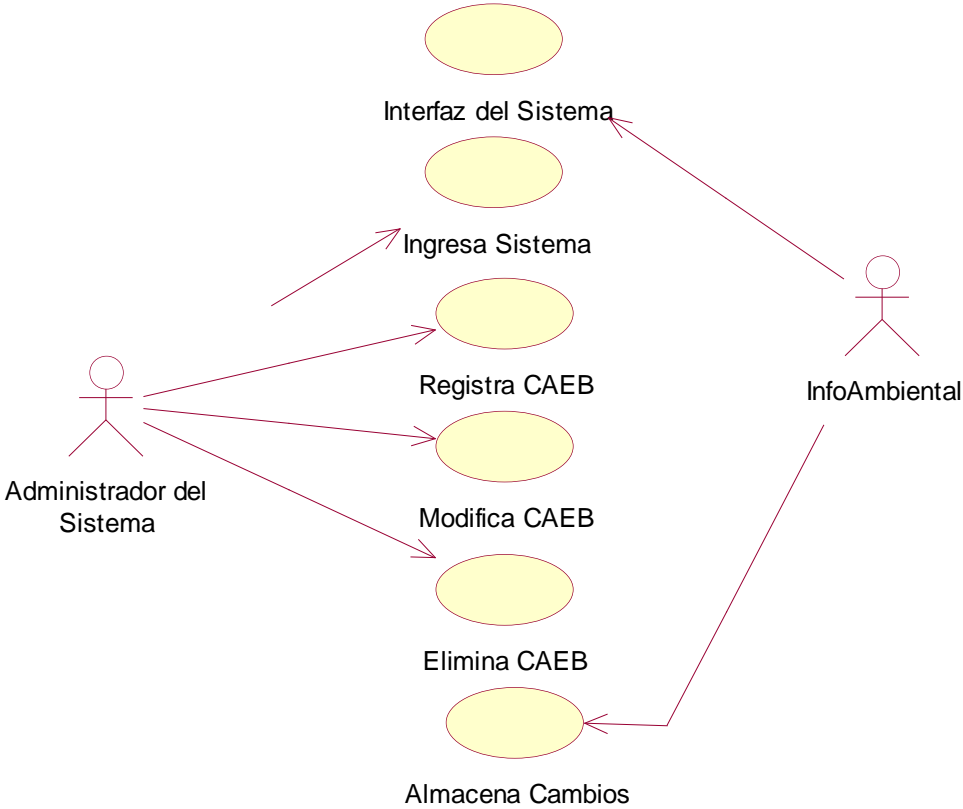 Interfaz del Sistema
Ingresa Sistema
Registra CAEB
InfoAmbiental
Administrador del
Sistema
Modifica CAEB
Elimina CAEB
Almacena Cambios